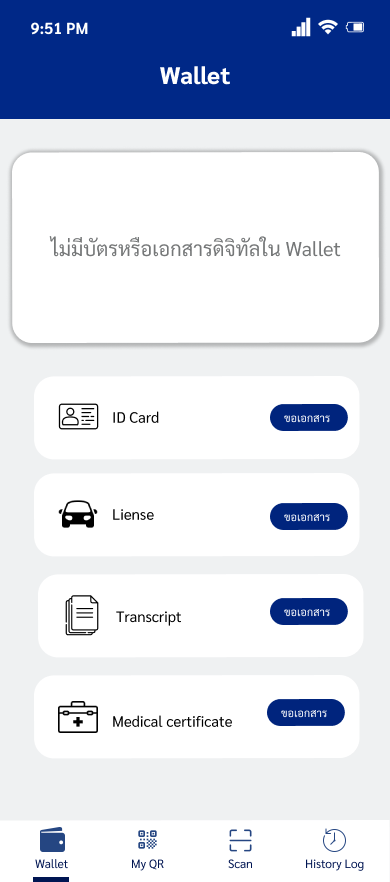 9:51 PM
Wallet
ไม่มีบัตรหรือเอกสารดิจิทัลใน Wallet
ID Card
ขอเอกสาร
Liense
ขอเอกสาร
Transcript
ขอเอกสาร
Medical certificate
ขอเอกสาร
Wallet
My QR
Scan
History Log